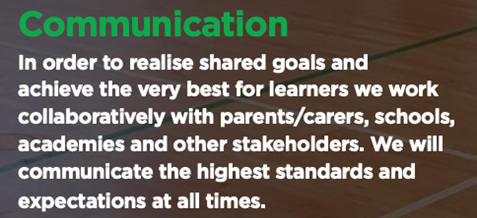 Communication
In order to realise shared goals and
achieve the very best for learners we work
collaboratively with parents/carers, schools,
academies and other stakeholders. We will
communicate the highest standards and
expectations at all times.